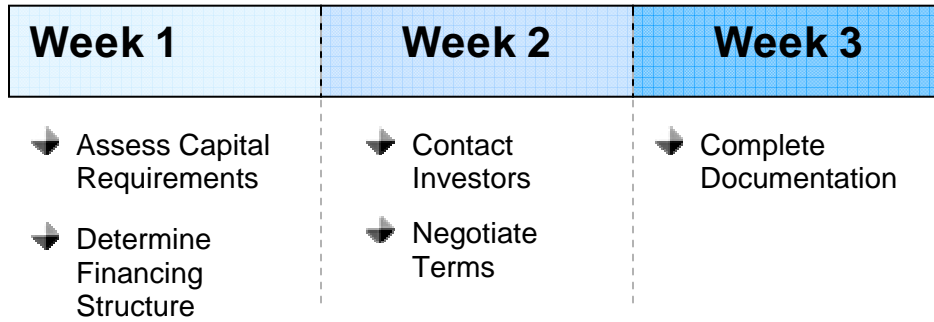 Week 1
Week 2
Week 3
Assess Capital
Requirements
Determine
Financing
Structure
Contact
Investors
Negotiate
Terms
Complete
Documentation